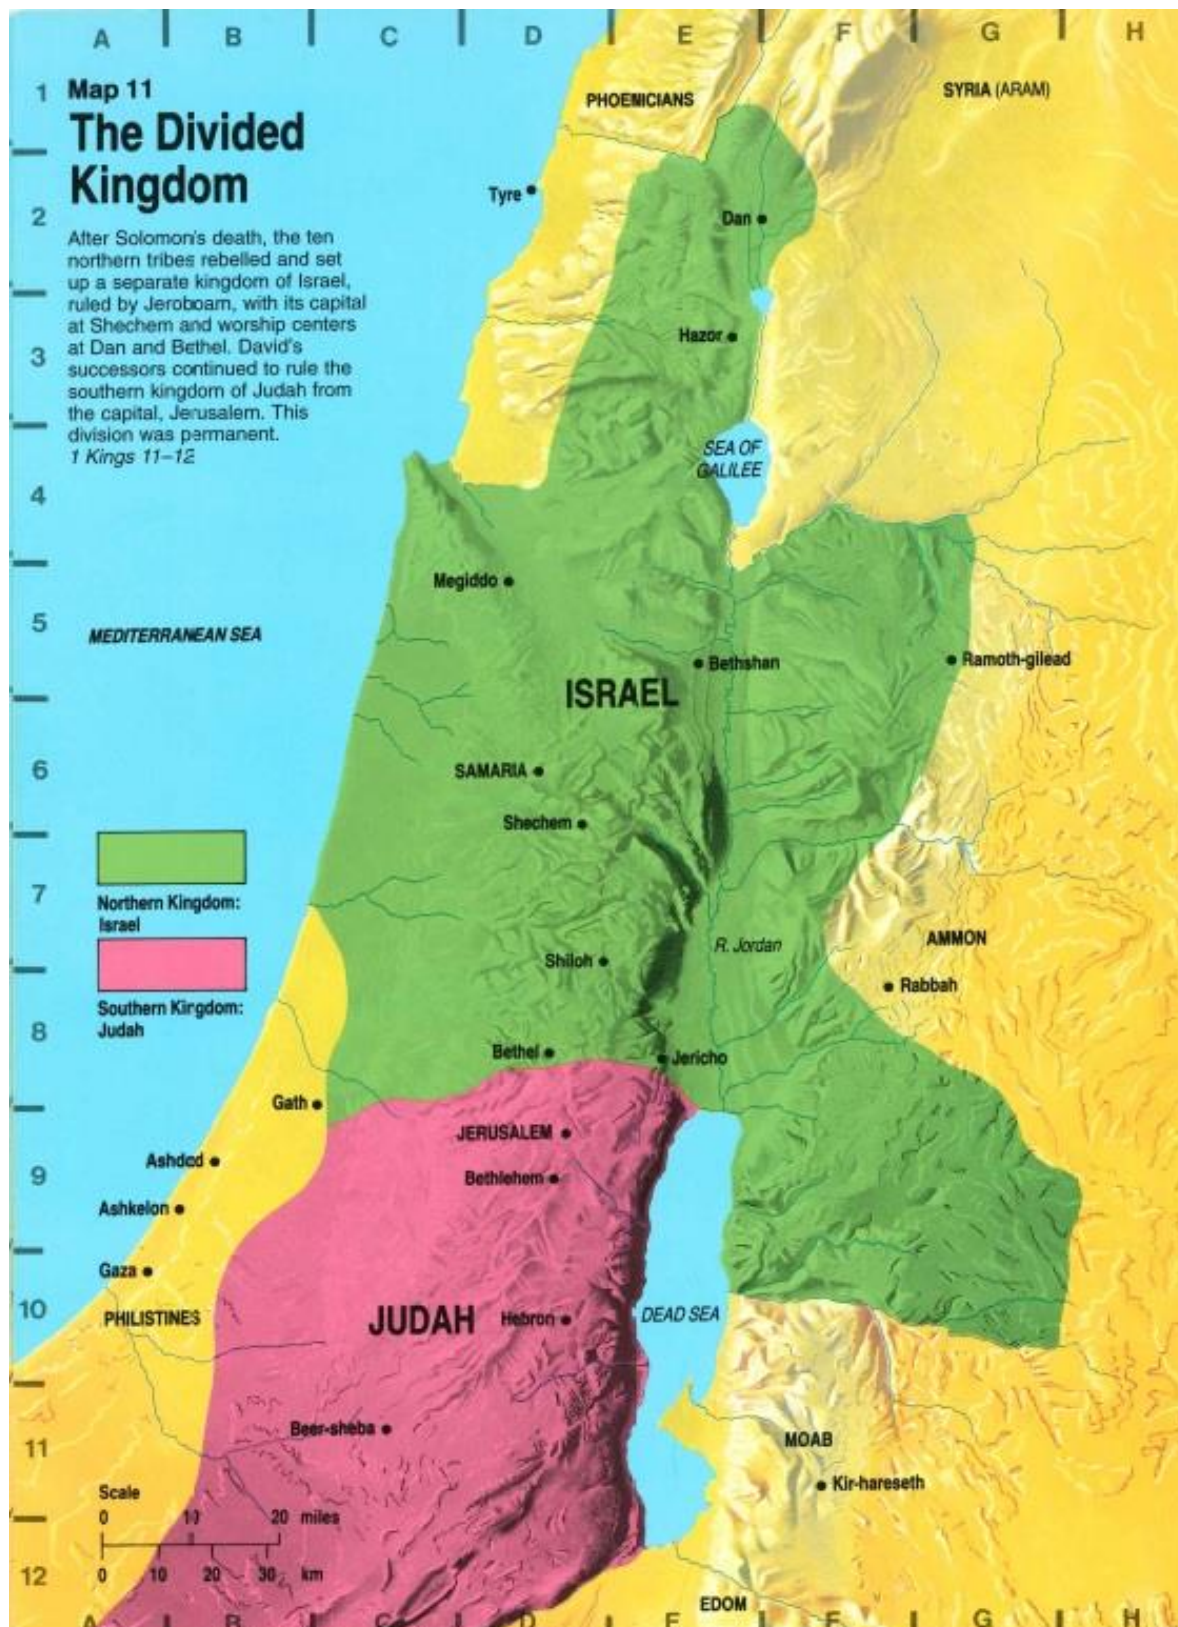 A B C D E F G H
1
2
3
4
5
6
7
8
9
10
11
12
Map 11
The Divided
Kingdom
After Solomon's death, the ten
northern tribes rebelled and set
up a separate kingdom of Israel,
ruled by Jeroboam, with its capital
at Shechem and worship centers
at Dan and Bethel. David's
successors continued to rule the
southern kingdom of Judah from
the capital, Jerusalem. This
division was permanent.
1 Kings 11–12
PHOENICIANS
SYRIA (ARAM)
Tyre
Dan
Hazor
SEA OF
GALILEE
Megiddo
MEDITERRANEAN SEA
Bethshan
Ramoth-gilead
ISRAEL
SAMARIA
Shechem
Northern Kingdom:
Israel
Southern Kingdom:
Judah
R. Jordan
AMMON
Shiloh
Rabbah
Bethel
Jericho
Gath
JERUSALEM
Ashdod
Bethlehem
Ashkelon
Gaza
PHILISTINES
JUDAH
Hebron
DEAD SEA
Beer-sheba
MOAB
Kir-hareseth
Scale
0 10 20 miles
0 10 20 30 km
EDOM
A B C D E F G H